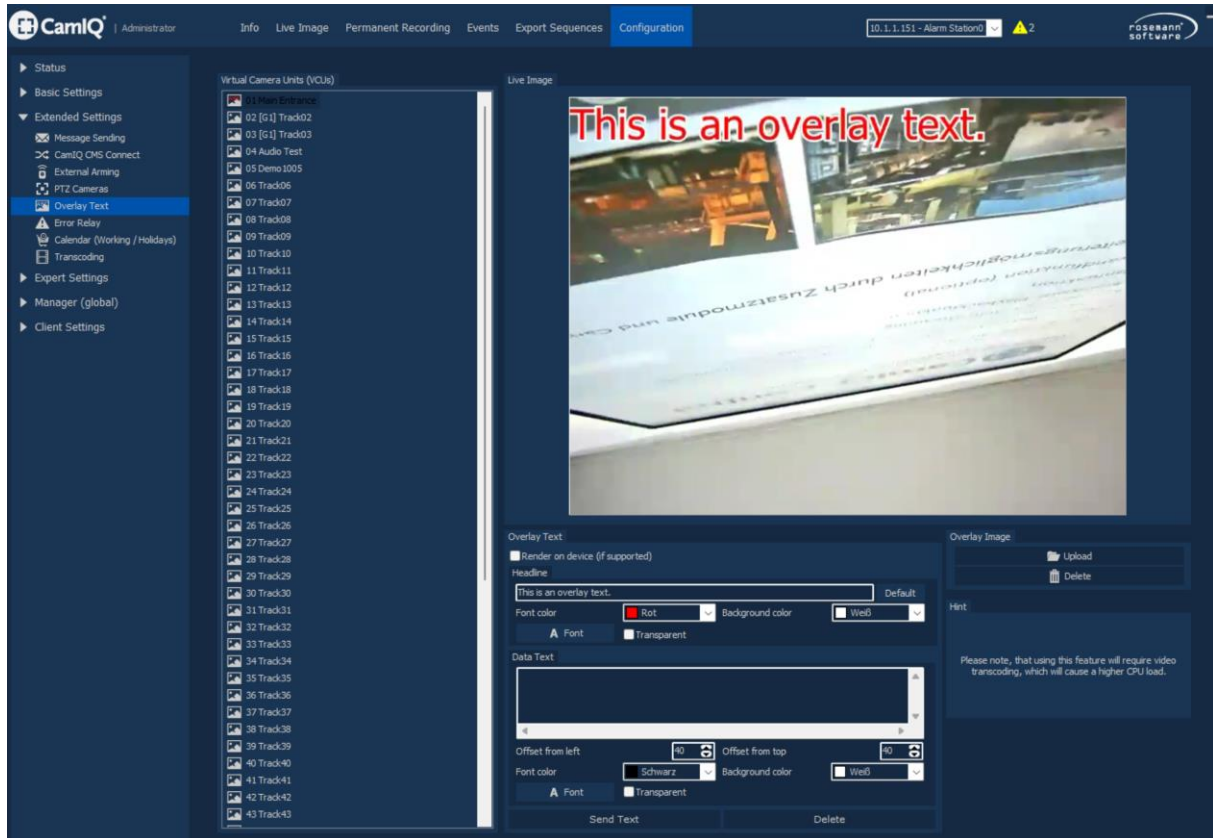 CamIQ | Administrator
Info Live Image Permanent Recording Events Export Sequences Configuration
10.1.1.151 - Alarm Station0
2
rosemann
software
Status
Basic Settings
Extended Settings
Message Sending
CamIQ CMS Connect
External Arming
PTZ Cameras
Overlay Text
Error Relay
Calendar (Working / Holidays)
Transcoding
Expert Settings
Manager (global)
Client Settings
Virtual Camera Units (VCUs)
01 Main Entrance
02 [G1] Track02
03 [G1] Track03
04 Audio Test
05 Demo1005
06 Track06
07 Track07
08 Track08
09 Track09
10 Track10
11 Track11
12 Track12
13 Track13
14 Track14
15 Track15
16 Track16
17 Track17
18 Track18
19 Track19
20 Track20
21 Track21
22 Track22
23 Track23
24 Track24
25 Track25
26 Track26
27 Track27
28 Track28
29 Track29
30 Track30
31 Track31
32 Track32
33 Track33
34 Track34
35 Track35
36 Track36
37 Track37
38 Track38
39 Track39
40 Track40
41 Track41
42 Track42
43 Track43
Live Image
This is an overlay text.
durch Zusatzmodule und
(optional)
Overlay Text
Render on device (if supported)
Headline
This is an overlay text. Default
Font color Rot Background color Weiß
A Font Transparent
Data Text
Offset from left 40 Offset from top 40
Font color Schwarz Background color Weiß
A Font Transparent
Send Text Delete
Overlay Image
Upload
Delete
Hint
Please note, that using this feature will require video
transcoding, which will cause a higher CPU load.